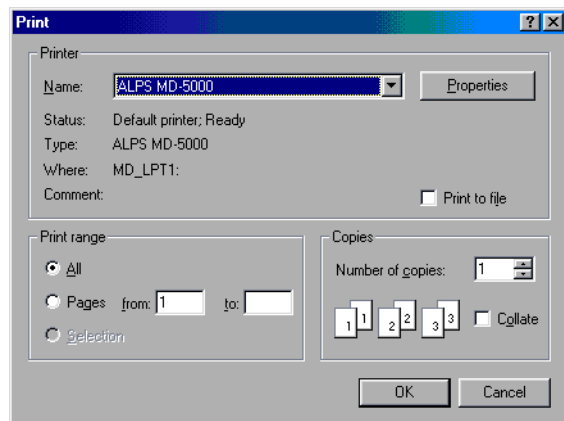 Print
Printer
Name: ALPS MD-5000 Properties
Status: Default printer; Ready
Type: ALPS MD-5000
Where: MD_LPT1:
Comment: Print to file
Print range
All
Pages from: 1 to:
Selection
Copies
Number of copies: 1
1 1 2 2 3 3 Collate
OK Cancel